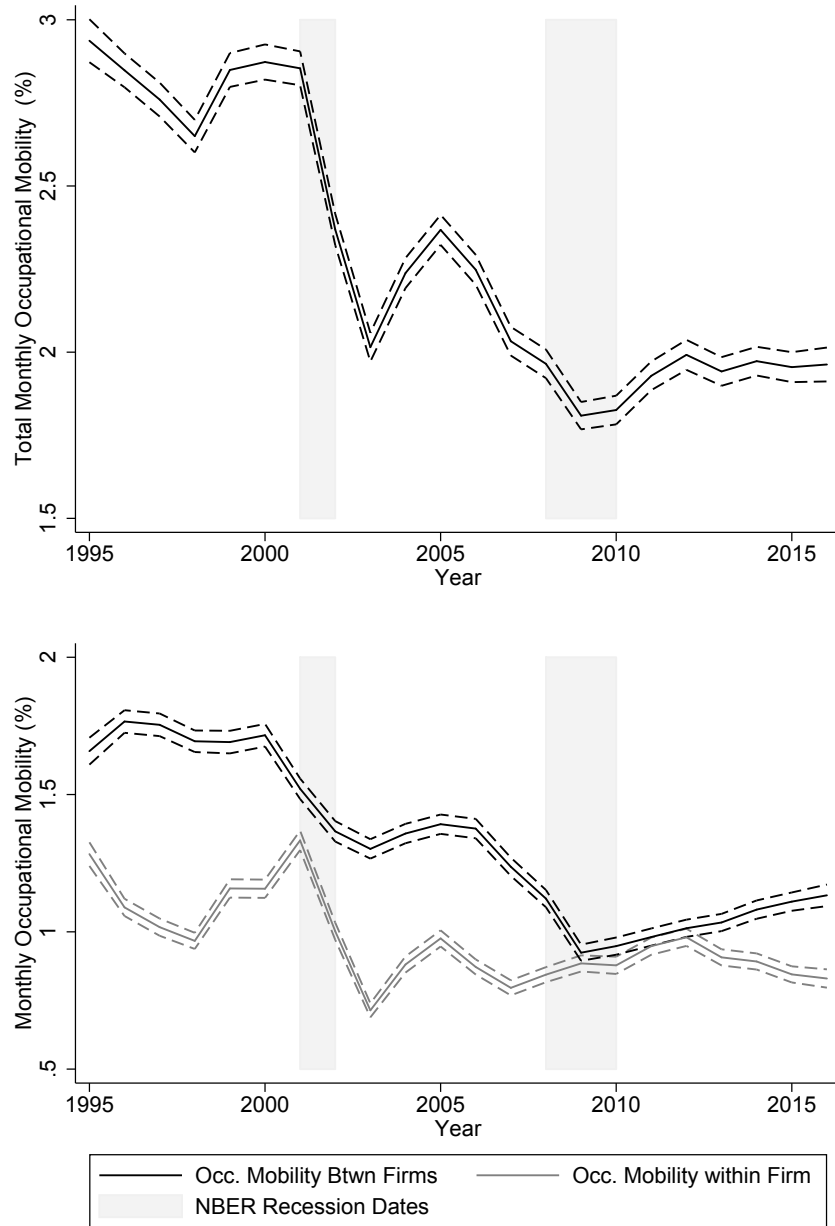 Total Monthly Occupational Mobility (%)
3
2.5
2
1.5
1995 2000 2005 2010 2015
Year
Monthly Occupational Mobility (%)
2
1.5
1
.5
1995 2000 2005 2010 2015
Year
Occ. Mobility Btwn Firms Occ. Mobility within Firm
NBER Recession Dates